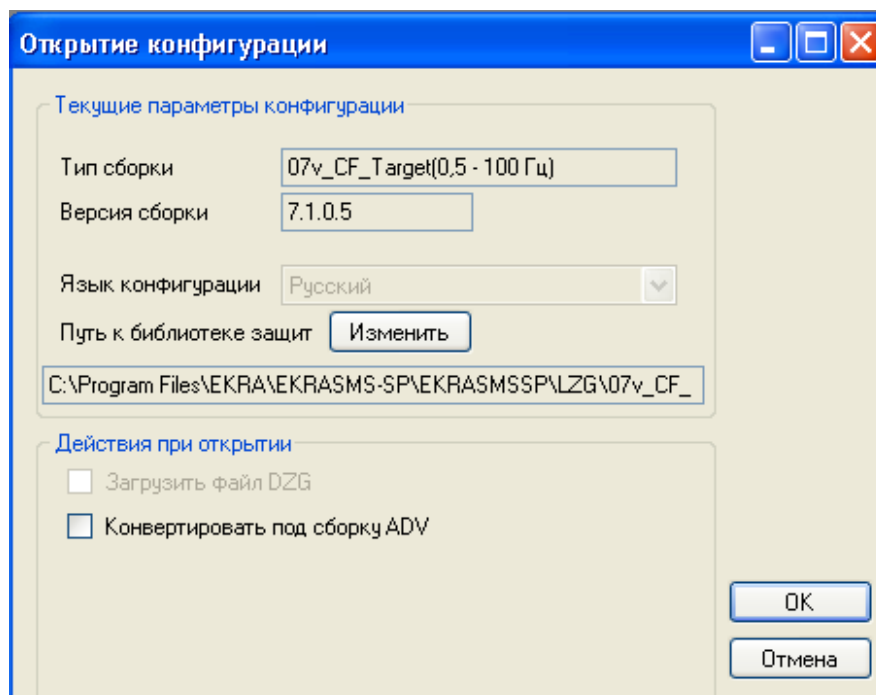 Открытие конфигурации
Текущие параметры конфигурации
Тип сборки 07v_CF_Target(0,5 - 100 Гц)
Версия сборки 7.1.0.5
Язык конфигурации Русский
Путь к библиотеке защит Изменить
C:\Program Files\EKRA\EKRASMS-SP\EKRASMSSP\LZG\07v_CF_
Действия при открытии
Загрузить файл DZG
Конвертировать под сборку ADV
OK
Отмена